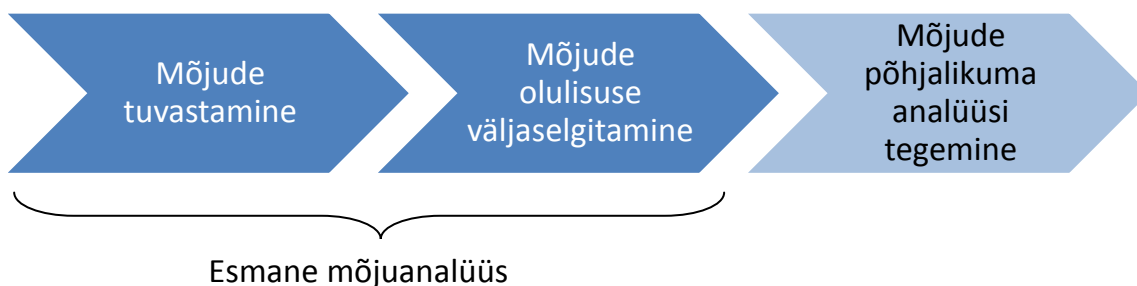 Mõjude
tuvastamine
Mõjude
olulisuse
väljaselgitamine
Mõjude
põhjalikuma
analüüsi
tegemine
Esmane mõjuanalüüs